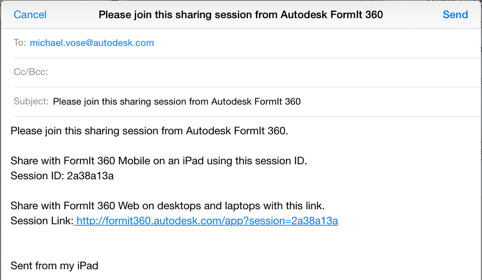 Cancel Please join this sharing session from Autodesk FormIt 360 Send
To: michael.vose@autodesk.com
Cc/Bcc:
Subject: Please join this sharing session from Autodesk FormIt 360
Please join this sharing session from Autodesk FormIt 360.
Share with FormIt 360 Mobile on an iPad using this session ID.
Session ID: 2a38a13a
Share with FormIt 360 Web on desktops and laptops with this link.
Session Link: http://formit360.autodesk.com/app?session=2a38a13a
Sent from my iPad